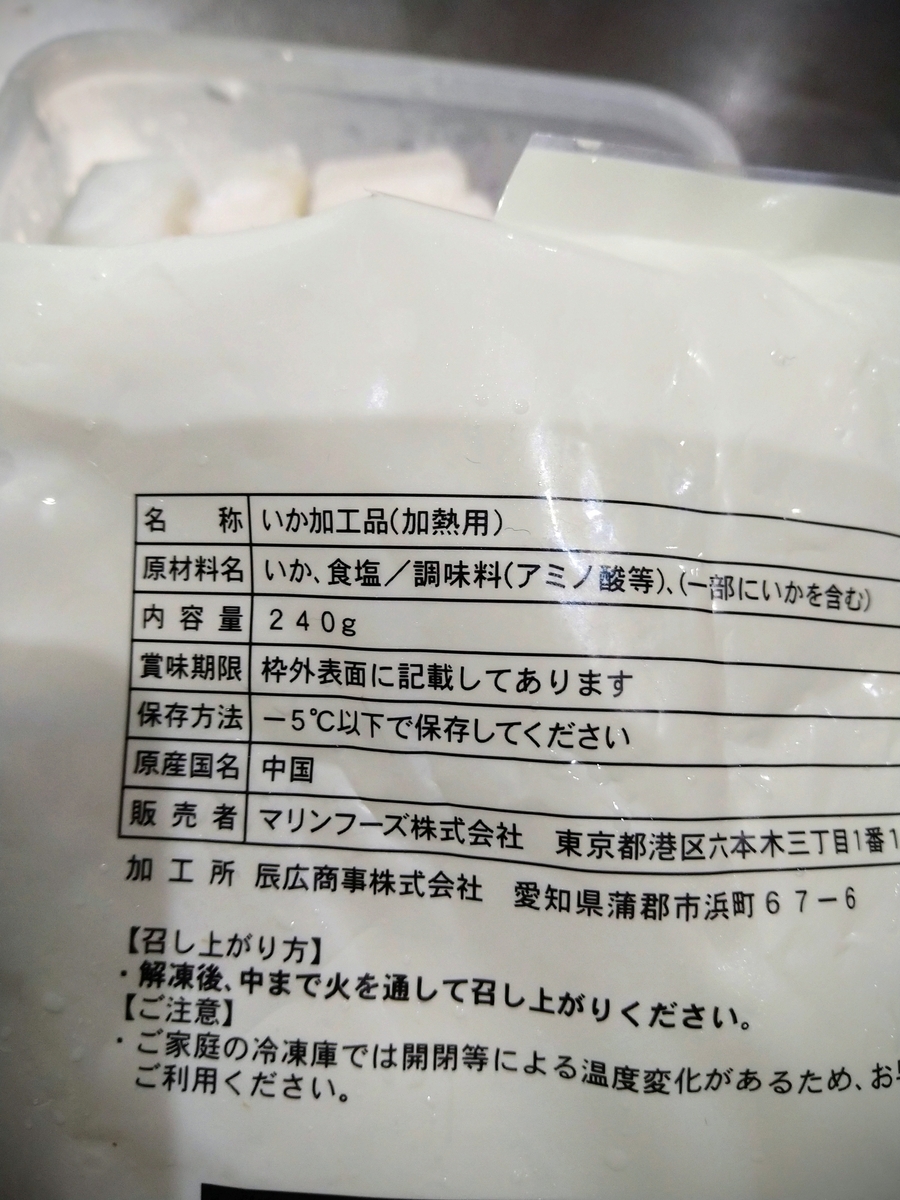 名　称 いか加工品(加熱用)
原材料名 いか、食塩／調味料(アミノ酸等)、(一部にいかを含む)
内容量 240g
賞味期限 枠外表面に記載してあります
保存方法 −5℃以下で保存してください
原産国名 中国
販売者 マリンフーズ株式会社　東京都港区六本木三丁目1番1
加工所 辰広商事株式会社　愛知県蒲郡市浜町67−6
【召し上がり方】
・解凍後、中まで火を通して召し上がりください。
【ご注意】
・ご家庭の冷凍庫では開閉等による温度変化があるため、お
ご利用ください。